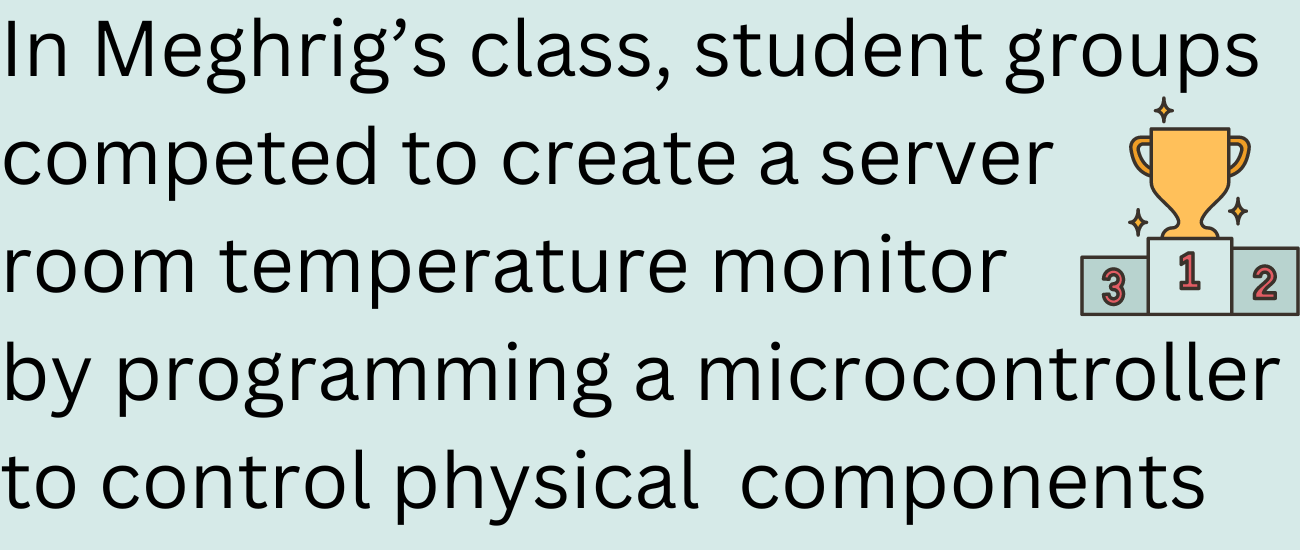 In Meghrig’s class, student groups
competed to create a server
room temperature monitor
by programming a microcontroller
to control physical  components
3 1 2